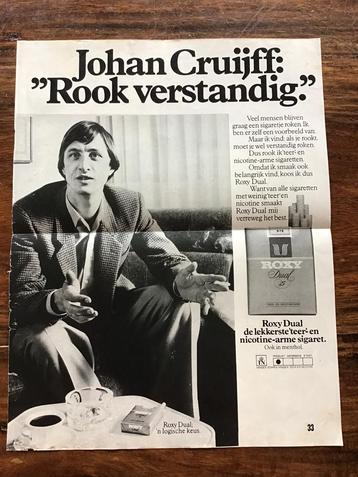 Johan Cruijff:
”Rook verstandig.”
Veel mensen blijven
graag een sigaretje roken. Ik
ben er zelf een voorbeeld van.
Maar ik vind: als je rookt,
moet je wel verstandig roken.
Dus rook ik ’teer- en
nicotine-arme sigaretten.
Omdat ik smaak ook
belangrijk vind, koos ik dus
Roxy Dual.
Want van alle sigaretten
met weinig ’teer en
nicotine smaakt
Roxy Dual mij
verreweg het best.
ROXY
Dual
25
Roxy Dual
de lekkerste ’teer- en
nicotine-arme sigaret.
Ook in menthol.
ROXY
Roxy Dual;
’n logische keus.
33